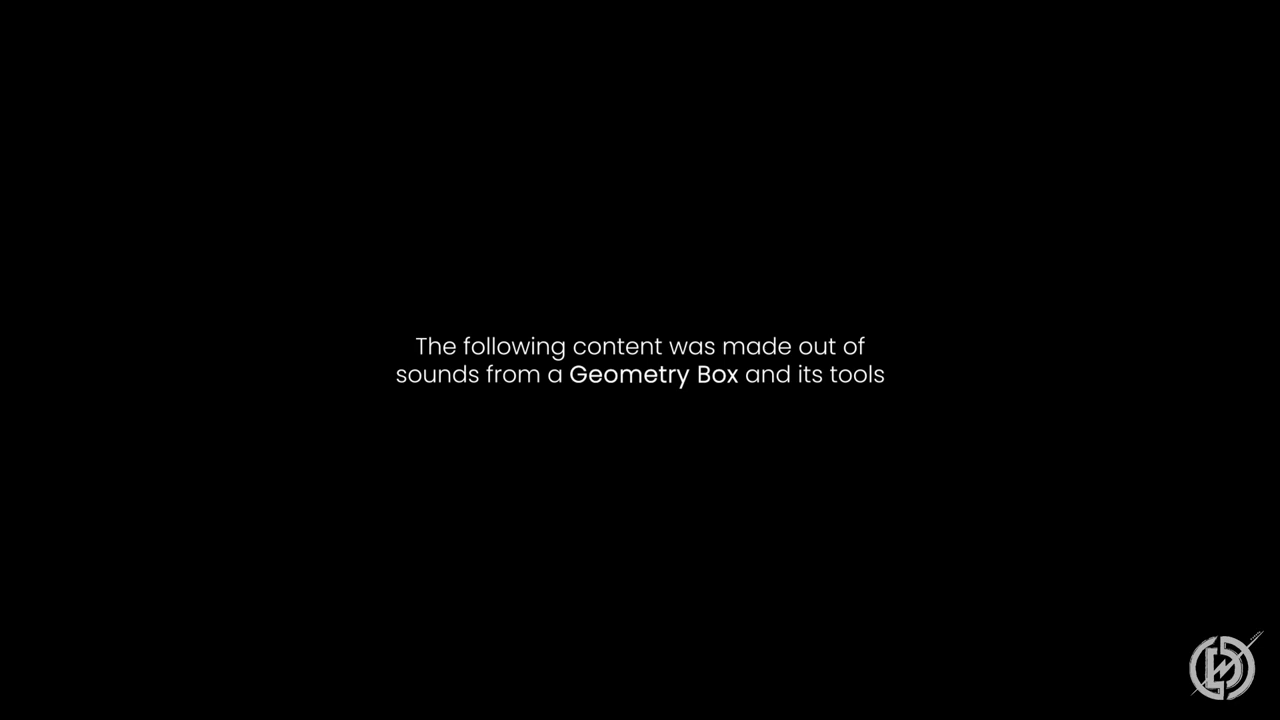 The following content was made out of
sounds from a Geometry Box and its tools